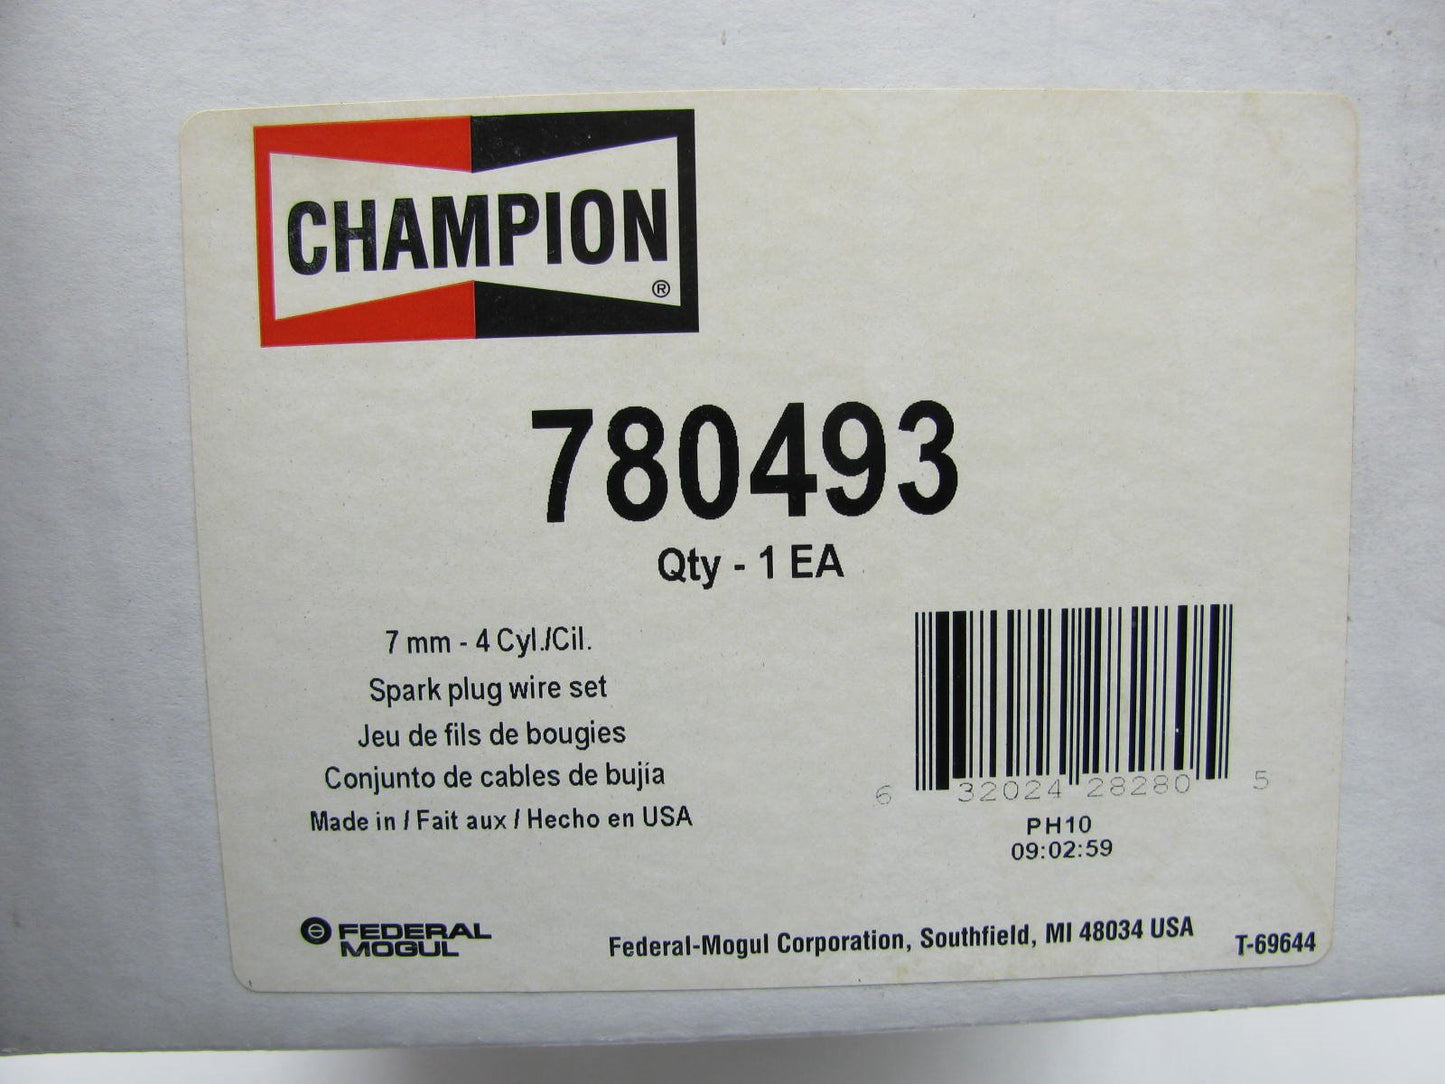 CHAMPION
®
780493
Qty - 1 EA
7 mm - 4 Cyl./Cil.
Spark plug wire set
Jeu de fils de bougies
Conjunto de cables de bujía
Made in / Fait aux / Hecho en USA
6 32024 28280 5
PH10
09:02:59
FEDERAL
MOGUL
Federal-Mogul Corporation, Southfield, MI 48034 USA
T-69644